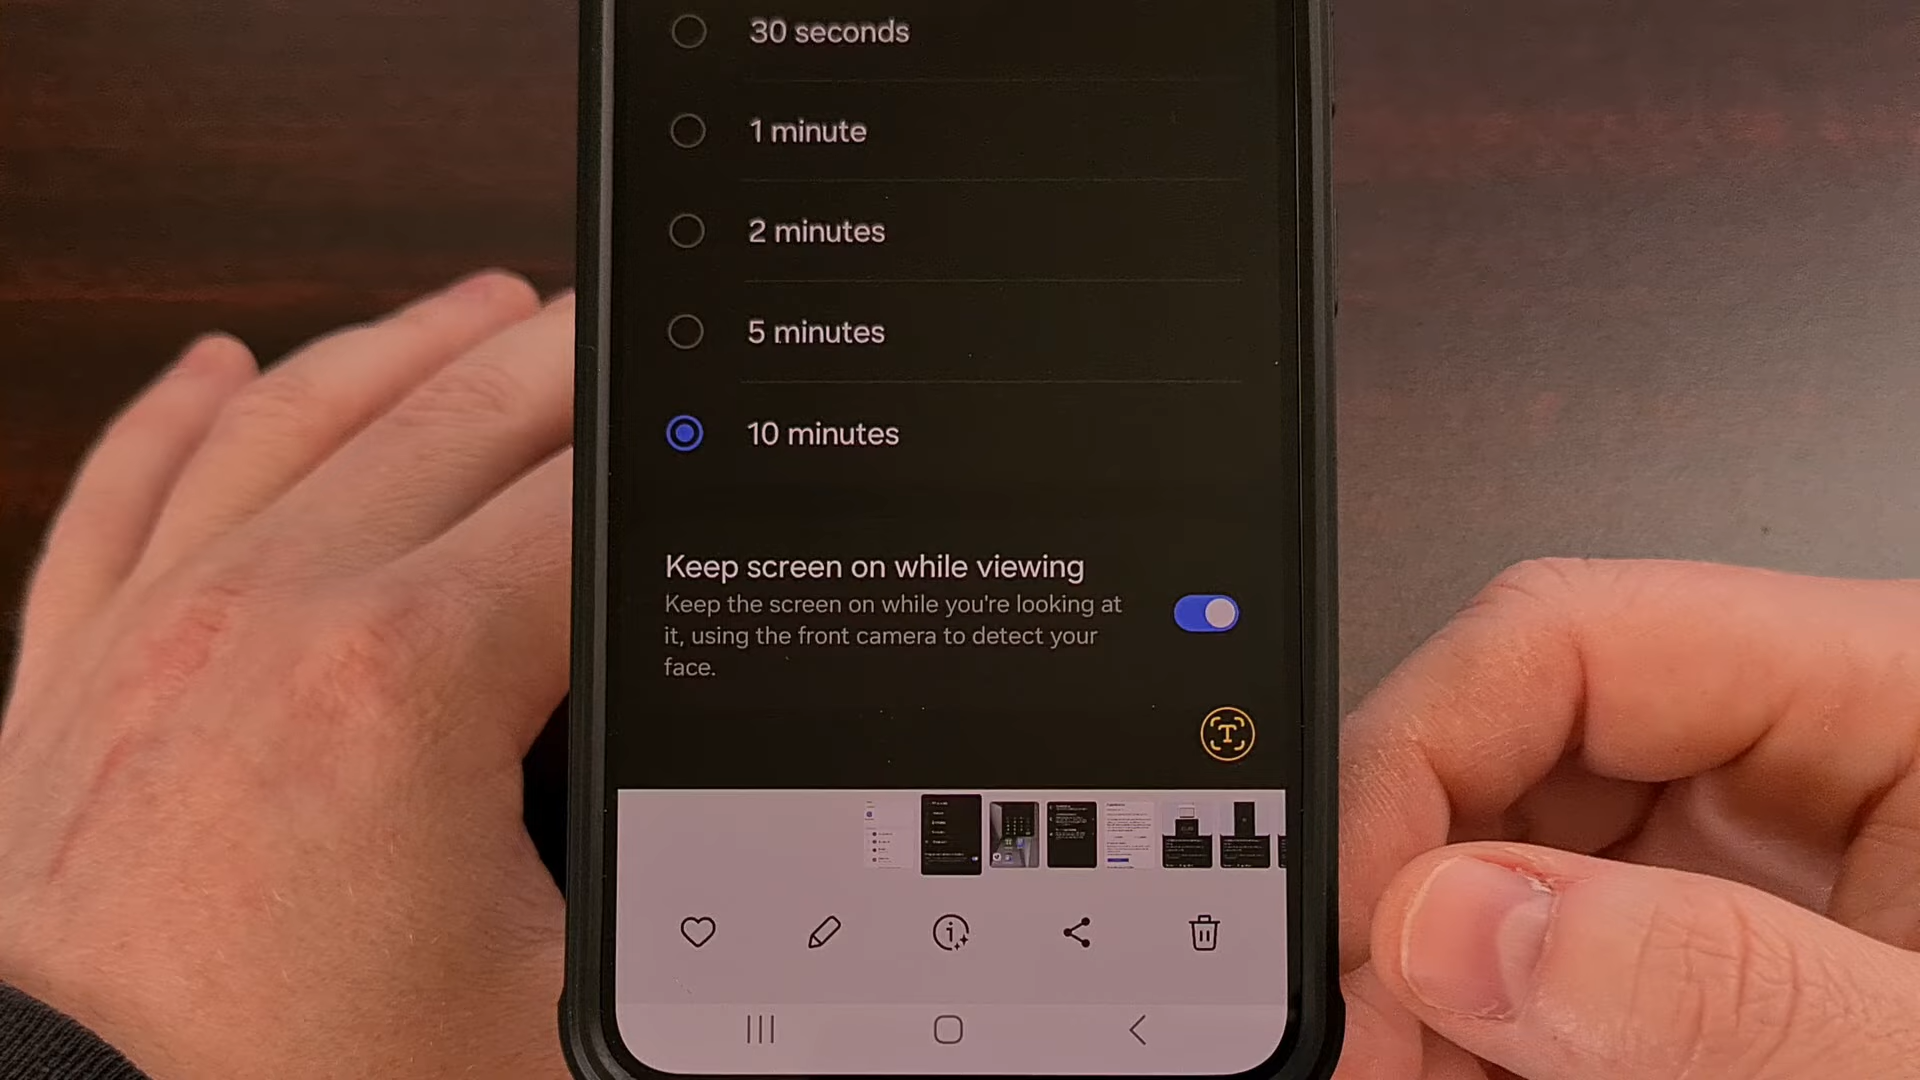 30 seconds
1 minute
2 minutes
5 minutes
10 minutes
Keep screen on while viewing
Keep the screen on while you're looking at
it, using the front camera to detect your
face.
T